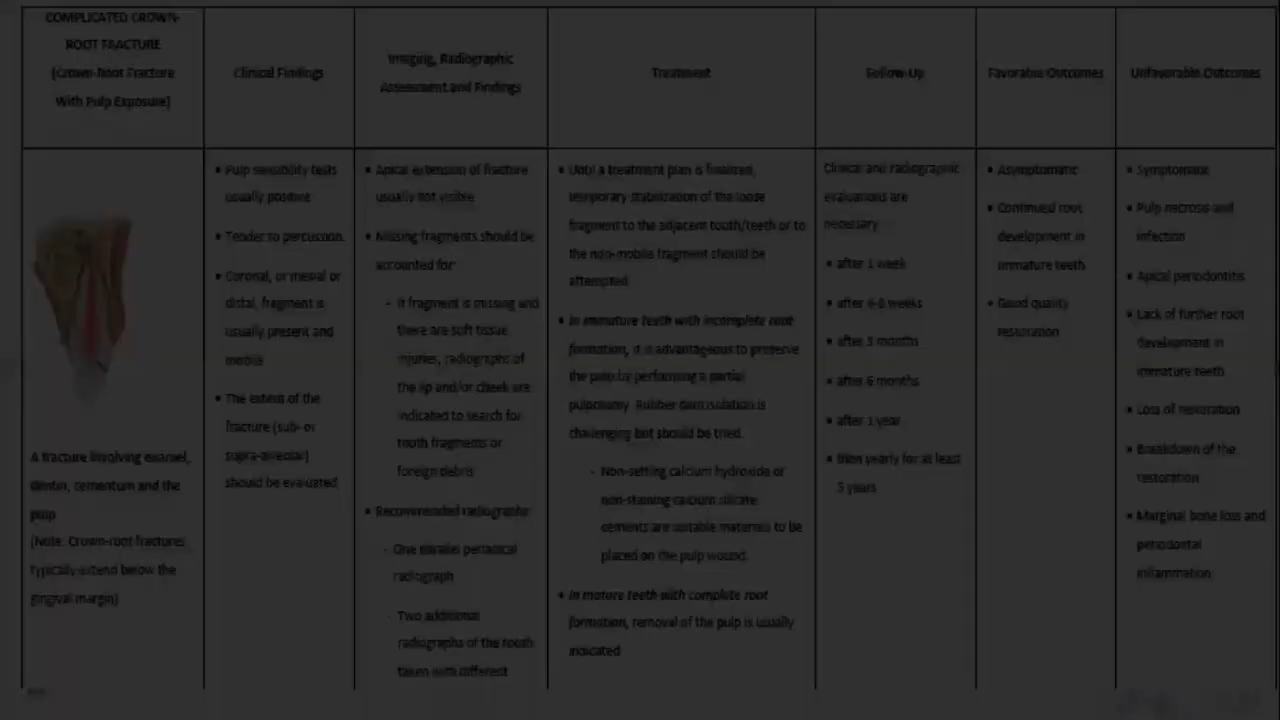 COMPLICATED CROWN-
ROOT FRACTURE
(Crown-Root Fracture
With Pulp Exposure)
Clinical Findings
Imaging, Radiographic
Assessment and Findings
Treatment
Follow-Up
Favorable Outcomes
Unfavorable Outcomes
A fracture involving enamel,
dentin, cementum and the
pulp
(Note: Crown-root fractures
typically extend below the
gingival margin)
• Pulp sensibility tests
usually positive
• Tender to percussion.
• Coronal, or mesial or
distal, fragment is
usually present and
mobile
• The extent of the
fracture (sub- or
supra-alveolar)
should be evaluated
• Apical extension of fracture
usually not visible
• Missing fragments should be
accounted for:
- If fragment is missing and
there are soft tissue
injuries, radiographs of
the lip and/or cheek are
indicated to search for
tooth fragments or
foreign debris
• Recommended radiographs:
- One parallel periapical
radiograph
- Two additional
radiographs of the tooth
taken with different
• Until a treatment plan is finalized,
temporary stabilization of the loose
fragment to the adjacent tooth/teeth or to
the non-mobile fragment should be
attempted
• In immature teeth with incomplete root
formation, it is advantageous to preserve
the pulp by performing a partial
pulpotomy. Rubber dam isolation is
challenging but should be tried.
- Non-setting calcium hydroxide or
non-staining calcium silicate
cements are suitable materials to be
placed on the pulp wound.
• In mature teeth with complete root
formation, removal of the pulp is usually
indicated
Clinical and radiographic
evaluations are
necessary:
• after 1 week
• after 6-8 weeks
• after 3 months
• after 6 months
• after 1 year
• then yearly for at least
5 years
• Asymptomatic
• Continued root
development in
immature teeth
• Good quality
restoration
• Symptomatic
• Pulp necrosis and
infection
• Apical periodontitis
• Lack of further root
development in
immature teeth
• Loss of restoration
• Breakdown of the
restoration
• Marginal bone loss and
periodontal
inflammation